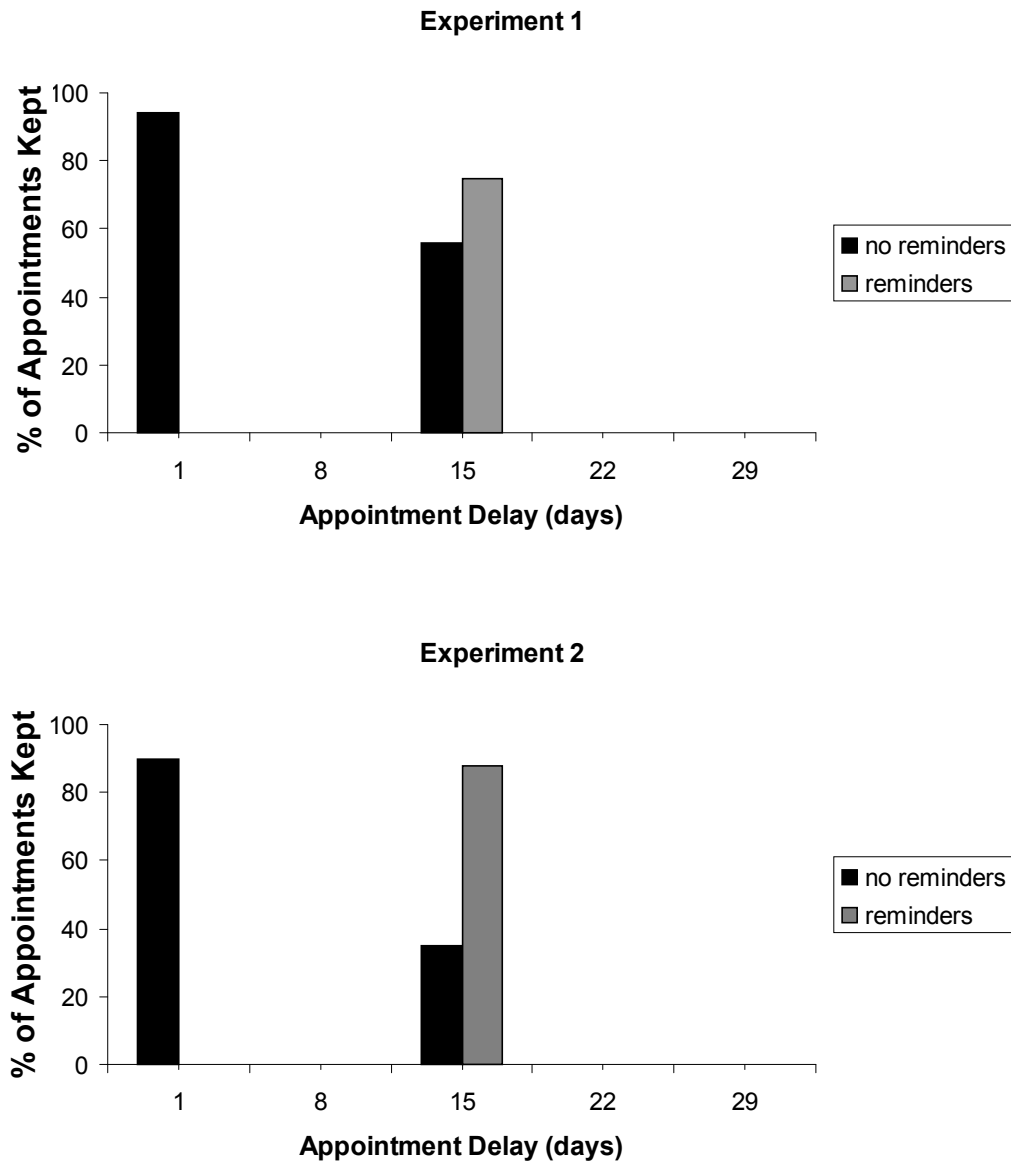 Experiment 1
% of Appointments Kept
100
80
60
40
20
0
1 8 15 22 29
Appointment Delay (days)
no reminders
reminders
Experiment 2
% of Appointments Kept
100
80
60
40
20
0
1 8 15 22 29
Appointment Delay (days)
no reminders
reminders